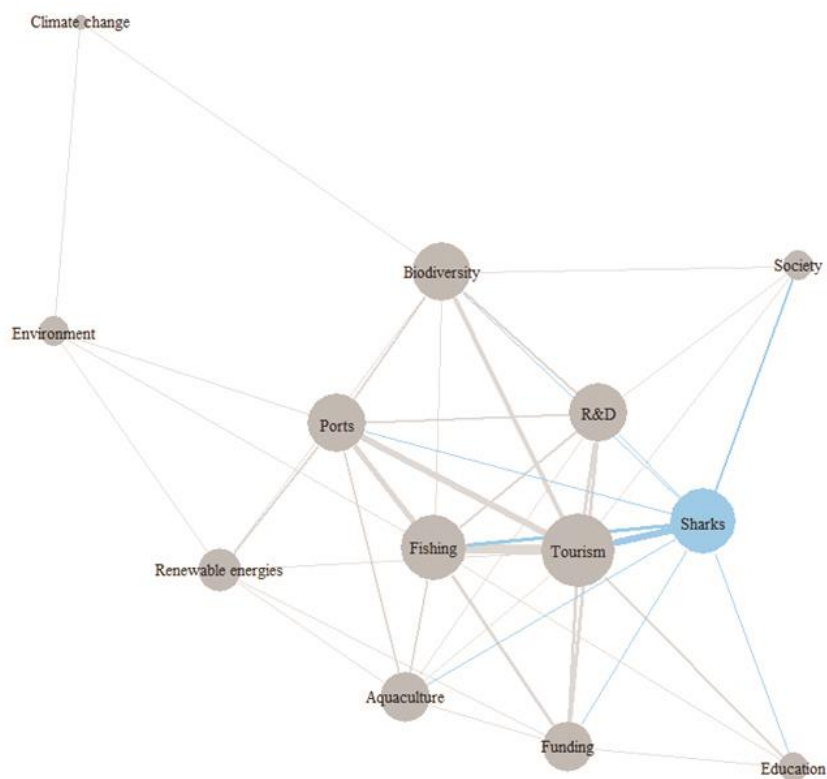 Climate change
Biodiversity
Society
Environment
Ports
R&D
Sharks
Fishing
Tourism
Renewable energies
Aquaculture
Funding
Education